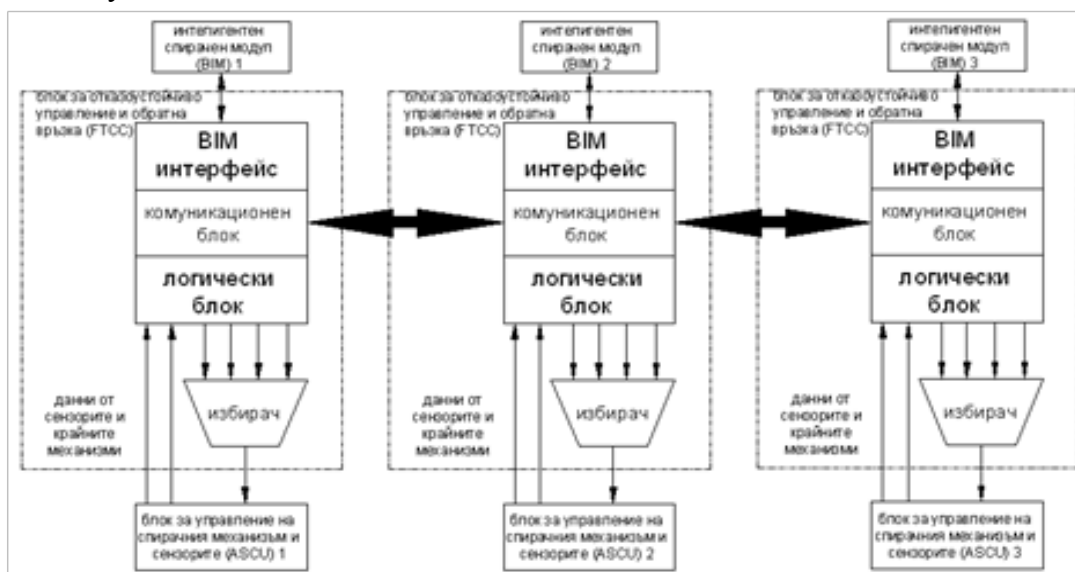 интелигентен
спирачен модул
(BIM) 1
блок за отказоустойчиво
управление и обратна
връзка (FTCC)
BIM
интерфейс
комуникационен
блок
логически
блок
избирач
данни от
сензорите и
крайните
механизми
блок за управление на
спирачния механизъм и
сензорите (ASCU) 1
интелигентен
спирачен модул
(BIM) 2
блок за отказоустойчиво
управление и обратна
връзка (FTCC)
BIM
интерфейс
комуникационен
блок
логически
блок
избирач
данни от
сензорите и
крайните
механизми
блок за управление на
спирачния механизъм и
сензорите (ASCU) 2
интелигентен
спирачен модул
(BIM) 3
блок за отказоустойчиво
управление и обратна
връзка (FTCC)
BIM
интерфейс
комуникационен
блок
логически
блок
избирач
данни от
сензорите и
крайните
механизми
блок за управление на
спирачния механизъм и
сензорите (ASCU) 3